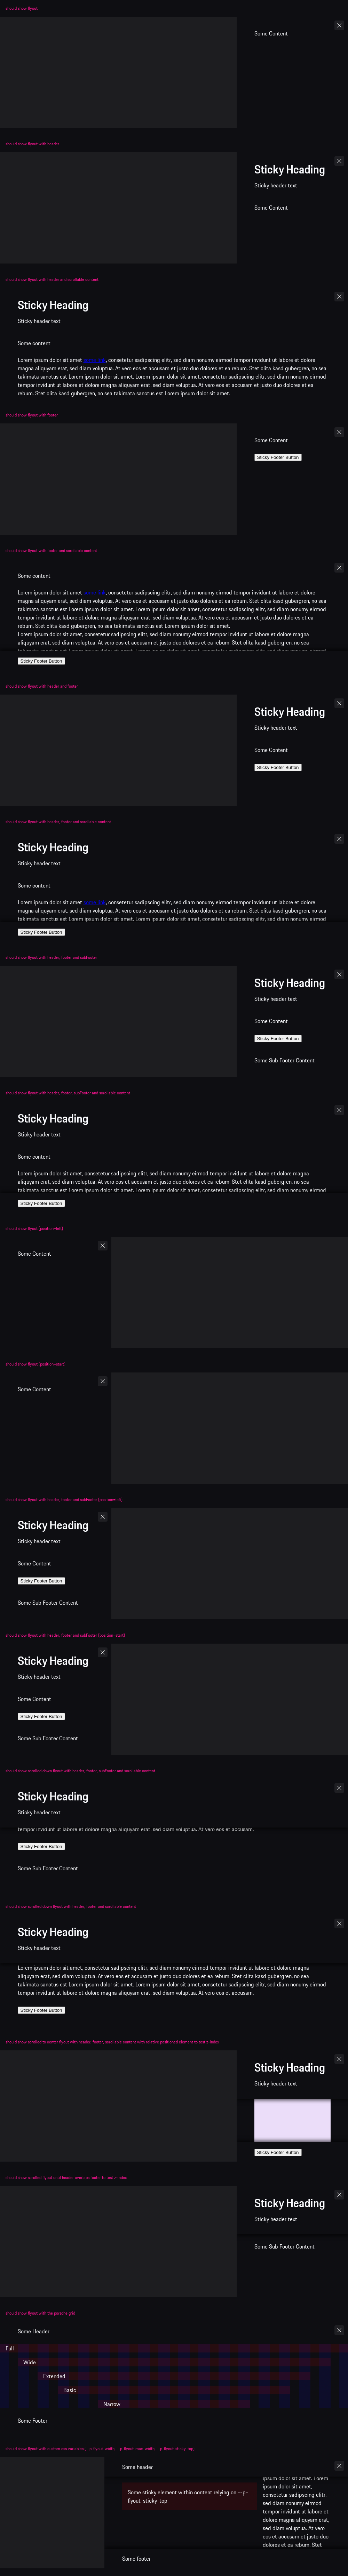 should show flyout
Some Content
should show flyout with header
Sticky Heading
Sticky header text
Some Content
should show flyout with header and scrollable content
Sticky Heading
Sticky header text
Some content
Lorem ipsum dolor sit amet consetetur sadipscing elitr, sed diam nonumy eirmod tempor invidunt ut labore et dolore
magna aliquyam erat, sed diam voluptua. At vero eos et accusam et justo duo dolores et ea rebum. Stet clita kasd gubergren, no sea
takimata sanctus est Lorem ipsum dolor sit amet. Lorem ipsum dolor sit amet, consetetur sadipscing elitr, sed diam nonumy eirmod
tempor invidunt ut labore et dolore magna aliquyam erat, sed diam voluptua. At vero eos et accusam et justo duo dolores et ea
rebum. Stet clita kasd gubergren, no sea takimata sanctus est Lorem ipsum dolor sit amet.
should show flyout with footer
Some Content
Sticky Footer Button
should show flyout with footer and scrollable content
Some content
Lorem ipsum dolor sit amet consetetur sadipscing elitr, sed diam nonumy eirmod tempor invidunt ut labore et dolore
magna aliquyam erat, sed diam voluptua. At vero eos et accusam et justo duo dolores et ea rebum. Stet clita kasd gubergren, no sea
takimata sanctus est Lorem ipsum dolor sit amet. Lorem ipsum dolor sit amet, consetetur sadipscing elitr, sed diam nonumy eirmod
tempor invidunt ut labore et dolore magna aliquyam erat, sed diam voluptua. At vero eos et accusam et justo duo dolores et ea
rebum. Stet clita kasd gubergren, no sea takimata sanctus est Lorem ipsum dolor sit amet.
Lorem ipsum dolor sit amet, consetetur sadipscing elitr, sed diam nonumy eirmod tempor invidunt ut labore et dolore magna
aliquyam erat, sed diam voluptua. At vero eos et accusam et justo duo dolores et ea rebum. Stet clita kasd gubergren, no sea
Sticky Footer Button
should show flyout with header and footer
Sticky Heading
Sticky header text
Some Content
Sticky Footer Button
should show flyout with header, footer and scrollable content
Sticky Heading
Sticky header text
Some content
Lorem ipsum dolor sit amet consetetur sadipscing elitr, sed diam nonumy eirmod tempor invidunt ut labore et dolore
magna aliquyam erat, sed diam voluptua. At vero eos et accusam et justo duo dolores et ea rebum. Stet clita kasd gubergren, no sea
takimata sanctus est Lorem ipsum dolor sit amet. Lorem ipsum dolor sit amet, consetetur sadipscing elitr, sed diam nonumy eirmod
Sticky Footer Button
should show flyout with header, footer and subFooter
Sticky Heading
Sticky header text
Some Content
Sticky Footer Button
Some Sub Footer Content
should show flyout with header, footer, subFooter and scrollable content
Sticky Heading
Sticky header text
Some content
Lorem ipsum dolor sit amet, consetetur sadipscing elitr, sed diam nonumy eirmod tempor invidunt ut labore et dolore magna
aliquyam erat, sed diam voluptua. At vero eos et accusam et justo duo dolores et ea rebum. Stet clita kasd gubergren, no sea
takimata sanctus est Lorem ipsum dolor sit amet. Lorem ipsum dolor sit amet, consetetur sadipscing elitr, sed diam nonumy eirmod
Sticky Footer Button
should show flyout (position=left)
Some Content
should show flyout (position=start)
Some Content
should show flyout with header, footer and subFooter (position=left)
Sticky Heading
Sticky header text
Some Content
Sticky Footer Button
Some Sub Footer Content
should show flyout with header, footer and subFooter (position=start)
Sticky Heading
Sticky header text
Some Content
Sticky Footer Button
Some Sub Footer Content
should show scrolled down flyout with header, footer, subFooter and scrollable content
Sticky Heading
Sticky header text
tempor invidunt ut labore et dolore magna aliquyam erat, sed diam voluptua. At vero eos et accusam.
Sticky Footer Button
Some Sub Footer Content
should show scrolled down flyout with header, footer and scrollable content
Sticky Heading
Sticky header text
Lorem ipsum dolor sit amet, consetetur sadipscing elitr, sed diam nonumy eirmod tempor invidunt ut labore et dolore magna
aliquyam erat, sed diam voluptua. At vero eos et accusam et justo duo dolores et ea rebum. Stet clita kasd gubergren, no sea
takimata sanctus est Lorem ipsum dolor sit amet. Lorem ipsum dolor sit amet, consetetur sadipscing elitr, sed diam nonumy eirmod
tempor invidunt ut labore et dolore magna aliquyam erat, sed diam voluptua. At vero eos et accusam.
Sticky Footer Button
should show scrolled to center flyout with header, footer, scrollable content with relative positioned element to test z-index
Sticky Heading
Sticky header text
Sticky Footer Button
should show scrolled flyout with header overlaps footer to test z-index
Sticky Heading
Sticky header text
Some Sub Footer Content
should show flyout with the porsche grid
Some Header
Full
Wide
Extended
Basic
Narrow
Some Footer
should show flyout with custom css variables (--p-flyout-width, --p-flyout-max-width, --p-flyout-sticky-top)
Some header
Some sticky element within content relying on --p-
flyout-sticky-top
ipsum dolor sit amet. Lorem
ipsum dolor sit amet,
consetetur sadipscing elitr,
sed diam nonumy eirmod
tempor invidunt ut labore et
dolore magna aliquyam erat,
sed diam voluptua. At vero
eos et accusam et justo duo
dolores et ea rebum. Stet
Some footer